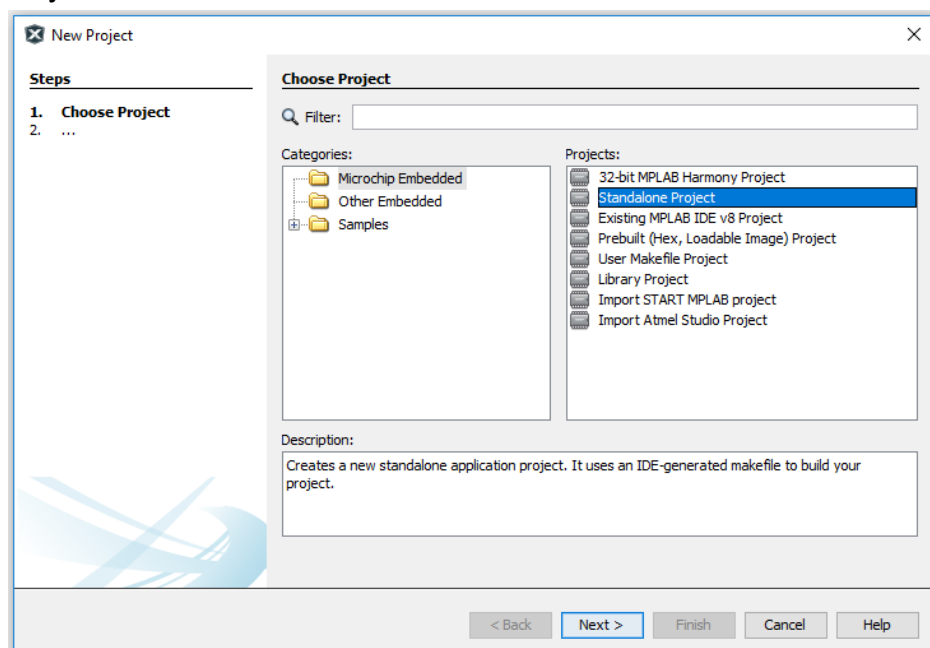 New Project
Steps
1. Choose Project
2. ...
Choose Project
Filter:
Categories:
Microchip Embedded
Other Embedded
Samples
Projects:
32-bit MPLAB Harmony Project
Standalone Project
Existing MPLAB IDE v8 Project
Prebuilt (Hex, Loadable Image) Project
User Makefile Project
Library Project
Import START MPLAB project
Import Atmel Studio Project
Description:
Creates a new standalone application project. It uses an IDE-generated makefile to build your
project.
< Back Next > Finish Cancel Help